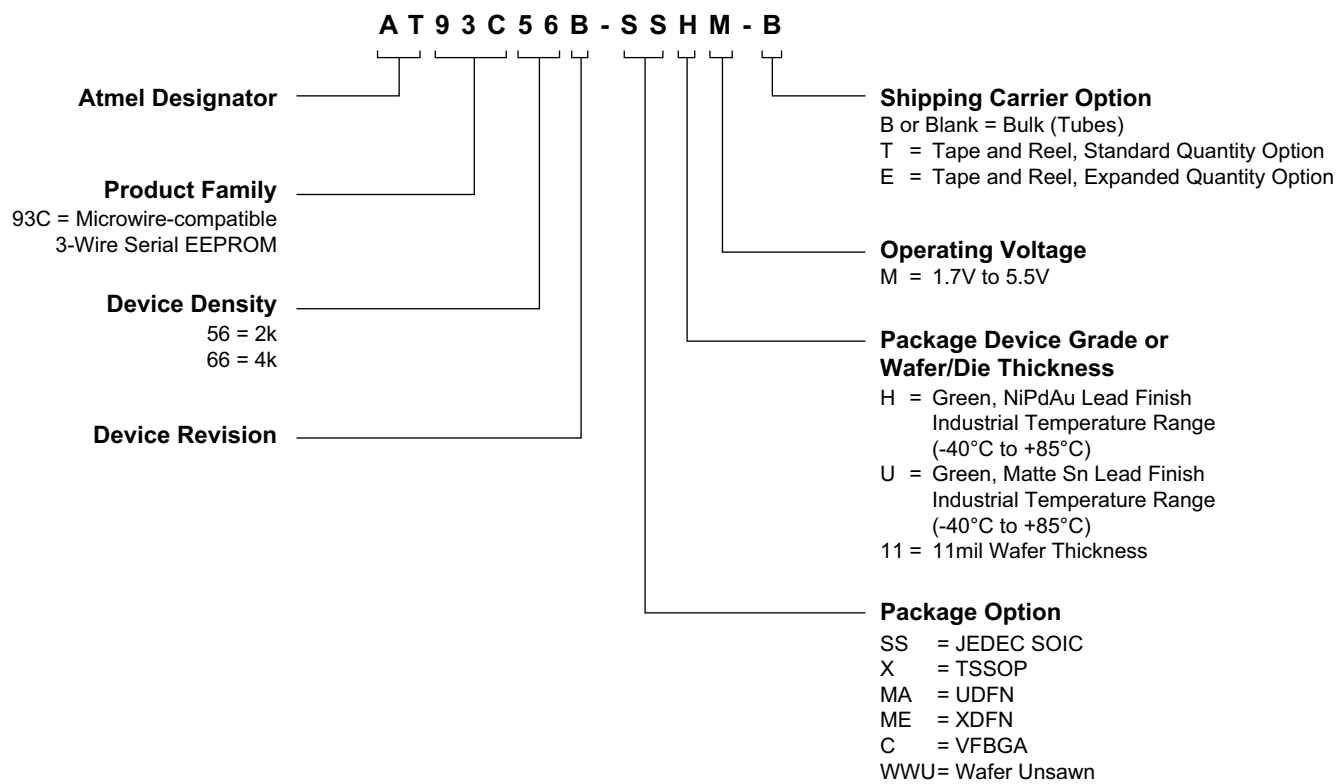 AT93C56B-SSHM-B
Atmel Designator
Product Family
93C = Microwire-compatible
3-Wire Serial EEPROM
Device Density
56 = 2k
66 = 4k
Device Revision
Shipping Carrier Option
B or Blank = Bulk (Tubes)
T = Tape and Reel, Standard Quantity Option
E = Tape and Reel, Expanded Quantity Option
Operating Voltage
M = 1.7V to 5.5V
Package Device Grade or
Wafer/Die Thickness
H = Green, NiPdAu Lead Finish
Industrial Temperature Range
(-40°C to +85°C)
U = Green, Matte Sn Lead Finish
Industrial Temperature Range
(-40°C to +85°C)
11 = 11mil Wafer Thickness
Package Option
SS = JEDEC SOIC
X = TSSOP
MA = UDFN
ME = XDFN
C = VFBGA
WWU= Wafer Unsawn